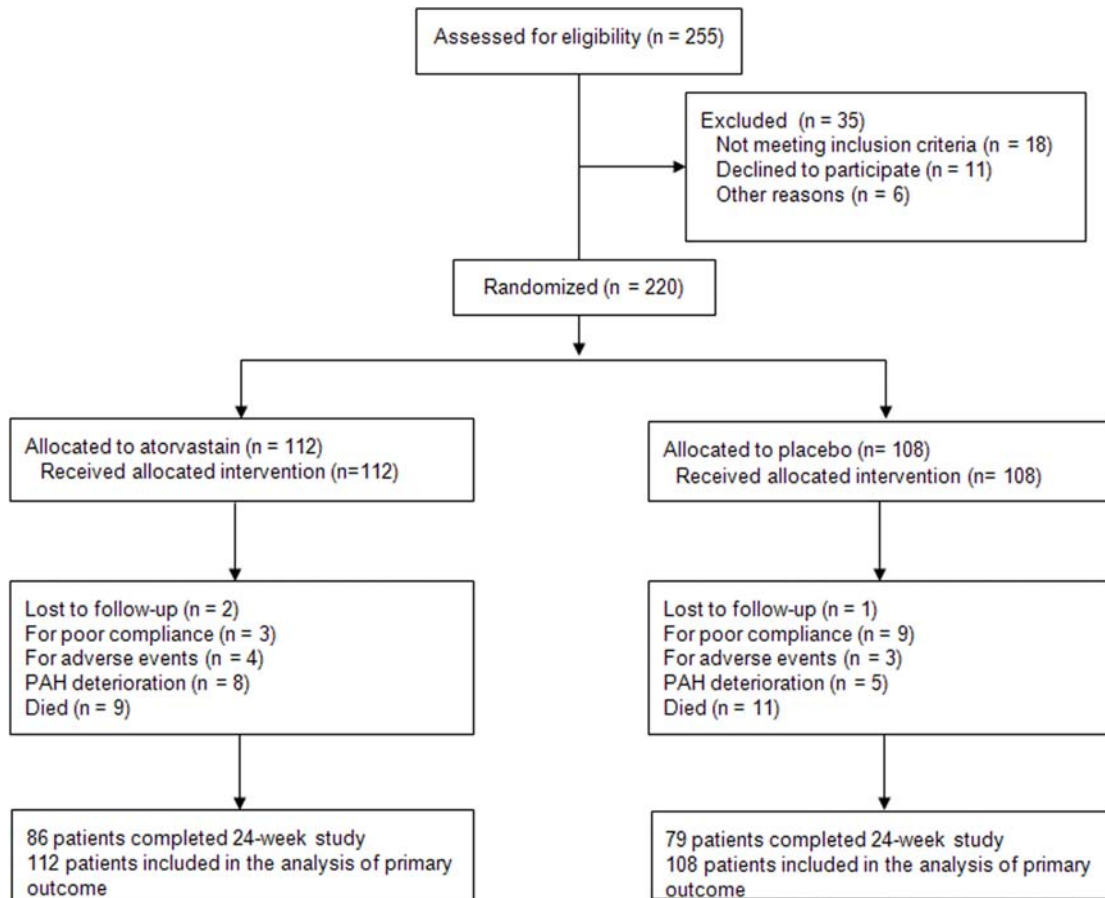 Assessed for eligibility (n = 255)
Excluded (n = 35)
Not meeting inclusion criteria (n = 18)
Declined to participate (n = 11)
Other reasons (n = 6)
Randomized (n = 220)
Allocated to atorvastain (n = 112)
Received allocated intervention (n=112)
Allocated to placebo (n= 108)
Received allocated intervention (n= 108)
Lost to follow-up (n = 2)
For poor compliance (n = 3)
For adverse events (n = 4)
PAH deterioration (n = 8)
Died (n = 9)
Lost to follow-up (n = 1)
For poor compliance (n = 9)
For adverse events (n = 3)
PAH deterioration (n = 5)
Died (n = 11)
86 patients completed 24-week study
112 patients included in the analysis of primary
outcome
79 patients completed 24-week study
108 patients included in the analysis of primary
outcome